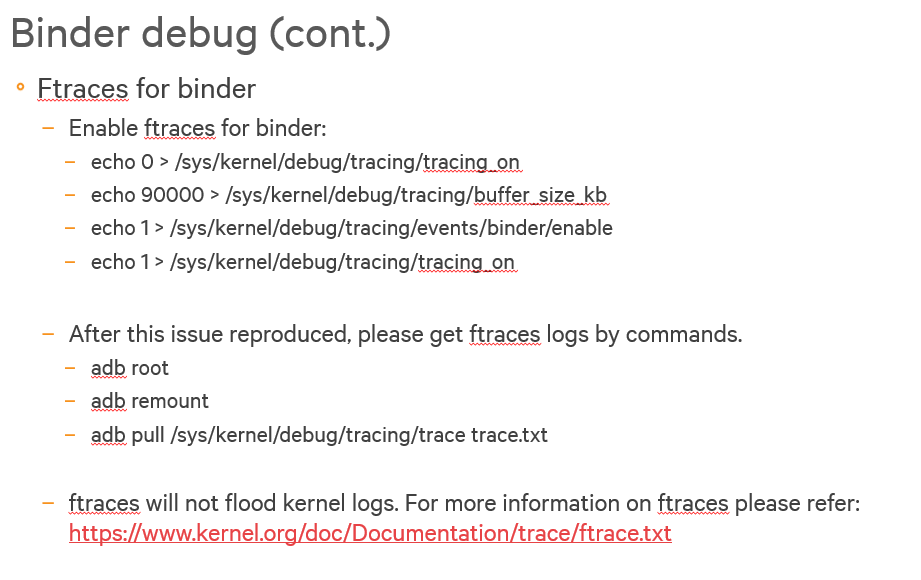 Binder debug (cont.)
Ftraces for binder
– Enable ftraces for binder:
– echo 0 > /sys/kernel/debug/tracing/tracing_on
– echo 90000 > /sys/kernel/debug/tracing/buffer_size_kb
– echo 1 > /sys/kernel/debug/tracing/events/binder/enable
– echo 1 > /sys/kernel/debug/tracing/tracing_on
– After this issue reproduced, please get ftraces logs by commands.
– adb root
– adb remount
– adb pull /sys/kernel/debug/tracing/trace trace.txt
– ftraces will not flood kernel logs. For more information on ftraces please refer:
https://www.kernel.org/doc/Documentation/trace/ftrace.txt